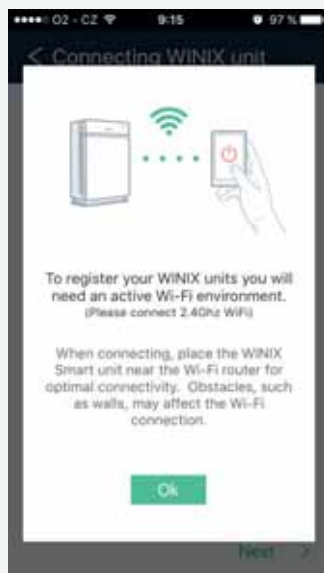 O2 - CZ 9:15 97 %
Connecting WINIX unit
To register your WINIX units you will
need an active Wi-Fi environment.
(Please connect 2.4Ghz WiFi)
When connecting, place the WINIX
Smart unit near the Wi-Fi router for
optimal connectivity. Obstacles, such
as walls, may affect the Wi-Fi
connection.
Ok
Next